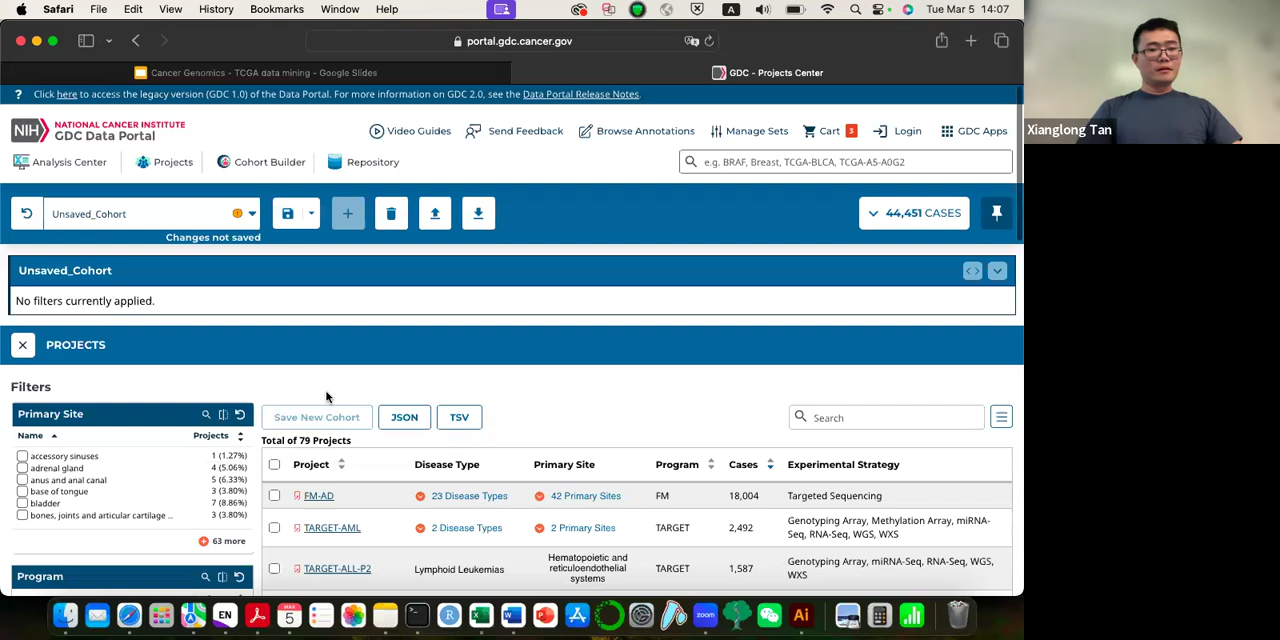 Safari File Edit View History Bookmarks Window Help A Tue Mar 5 14:07
portal.gdc.cancer.gov
Cancer Genomics - TCGA data mining - Google Slides GDC - Projects Center
? Click here to access the legacy version (GDC 1.0) of the Data Portal. For more information on GDC 2.0, see the Data Portal Release Notes.
NIH NATIONAL CANCER INSTITUTE
GDC Data Portal
Video Guides Send Feedback Browse Annotations Manage Sets Cart 3 Login GDC Apps
Xianglong Tan
Analysis Center Projects Cohort Builder Repository e.g. BRAF, Breast, TCGA-BLCA, TCGA-A5-A0G2
Unsaved_Cohort 44,451 CASES
Changes not saved
Unsaved_Cohort
No filters currently applied.
PROJECTS
Filters
Primary Site
Name Projects
accessory sinuses 1 (1.27%)
adrenal gland 4 (5.06%)
anus and anal canal 5 (6.33%)
base of tongue 3 (3.80%)
bladder 7 (8.86%)
bones, joints and articular cartilage ... 3 (3.80%)
63 more
Program
Save New Cohort JSON TSV Search
Total of 79 Projects
Project Disease Type Primary Site Program Cases Experimental Strategy
FM-AD 23 Disease Types 42 Primary Sites FM 18,004 Targeted Sequencing
TARGET-AML 2 Disease Types 2 Primary Sites TARGET 2,492 Genotyping Array, Methylation Array, miRNA-
Seq, RNA-Seq, WGS, WXS
TARGET-ALL-P2 Lymphoid Leukemias Hematopoietic and
reticuloendothelial
systems TARGET 1,587 Genotyping Array, miRNA-Seq, RNA-Seq, WGS,
WXS
EN MAR 5 R zoom Ai